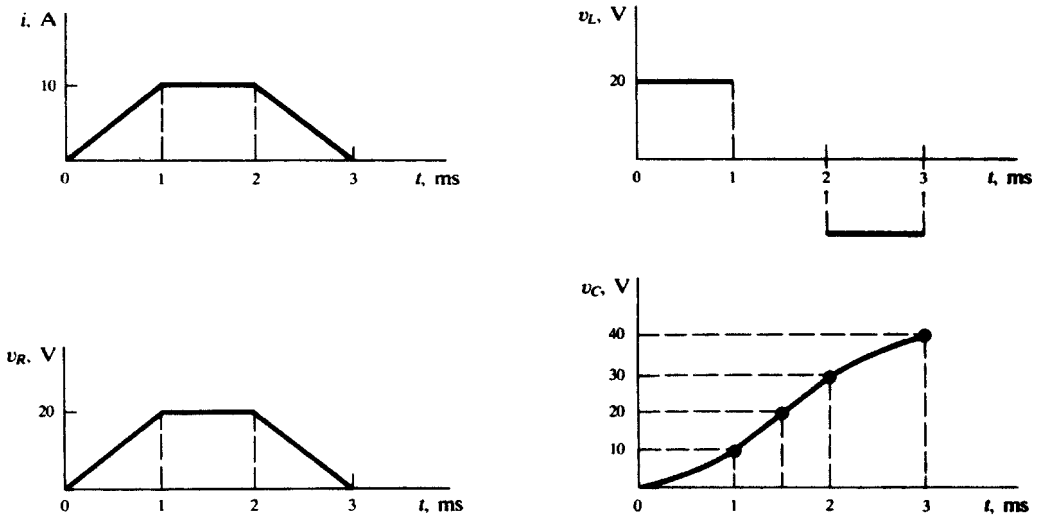 i, A
10
0 1 2 3 t, ms
v_L, V
20
0 1 2 3 t, ms
v_R, V
20
0 1 2 3 t, ms
v_C, V
40
30
20
10
0 1 2 3 t, ms